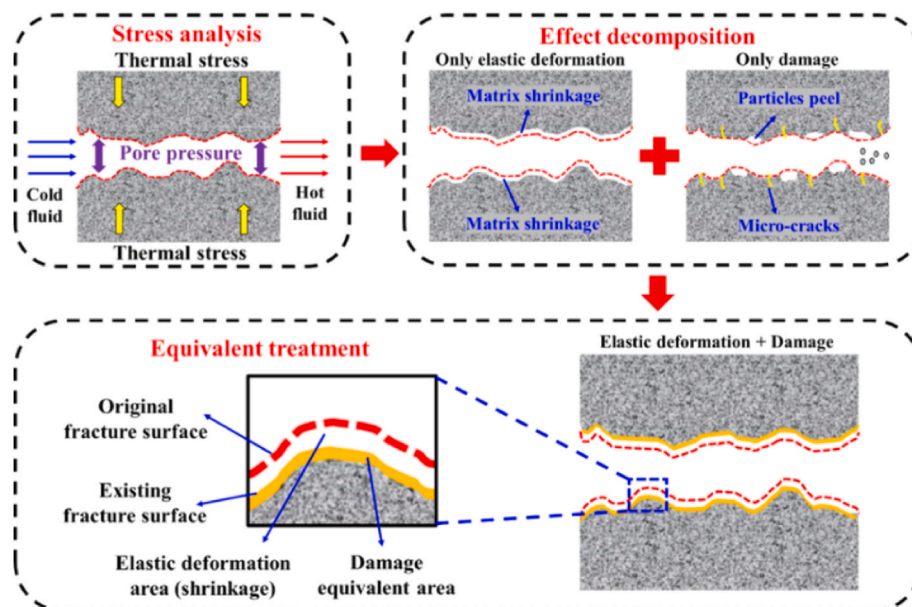 Stress analysis
Thermal stress
Pore pressure
Cold
fluid
Hot
fluid
Thermal stress
Effect decomposition
Only elastic deformation
Matrix shrinkage
Matrix shrinkage
Only damage
Particles peel
Micro-cracks
Equivalent treatment
Original
fracture surface
Existing
fracture surface
Elastic deformation
area (shrinkage)
Damage
equivalent area
Elastic deformation + Damage